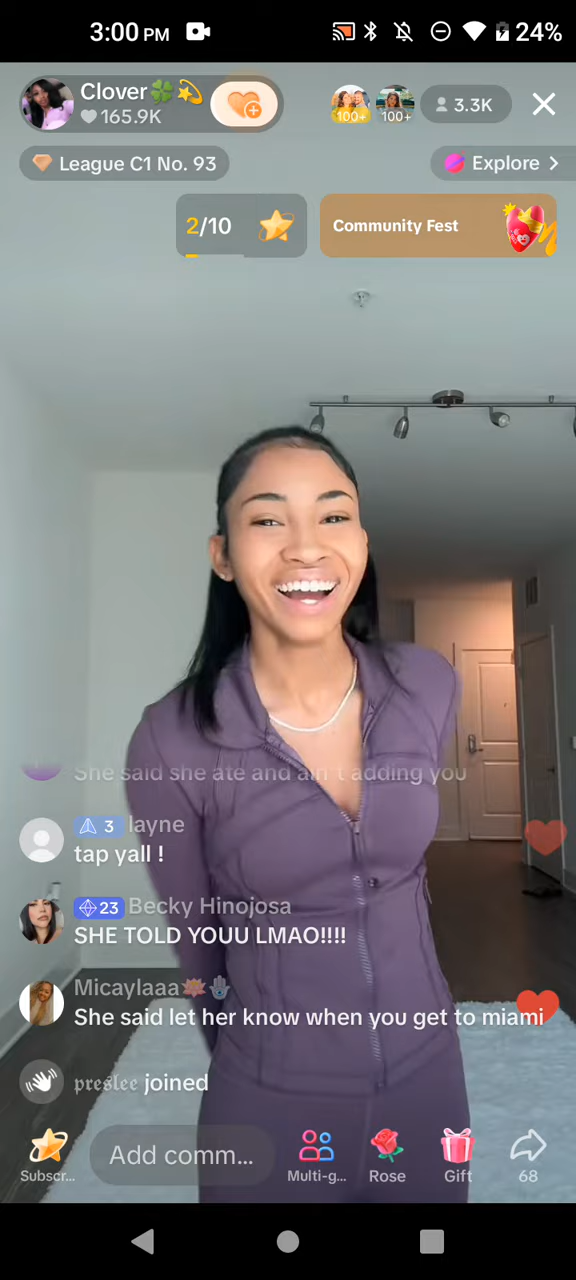 3:00 PM
24%
Clover🍀💫
165.9K
100+
100+
3.3K
League C1 No. 93
Explore >
2/10
Community Fest
She said she ate and ain't adding you
3 layne
tap yall !
23 Becky Hinojosa
SHE TOLD YOUU LMAO!!!!
Micaylaaa🪷🪬
She said let her know when you get to miami
preslee joined
Add comm...
Subscr...
Multi-g...
Rose
Gift
68